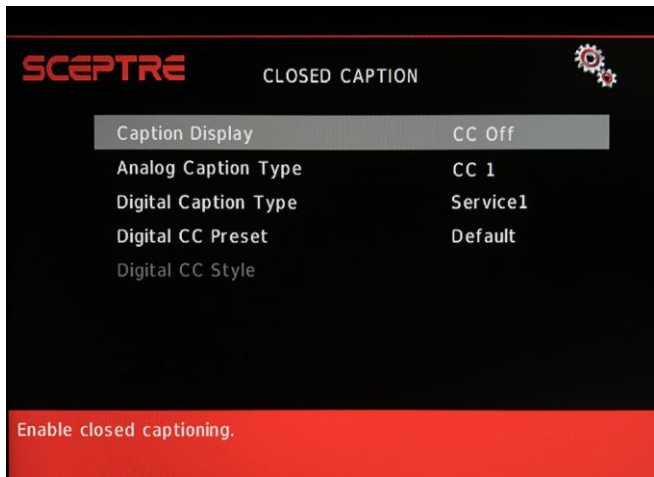 SCEPTRE
CLOSED CAPTION
Caption Display CC Off
Analog Caption Type CC 1
Digital Caption Type Service1
Digital CC Preset Default
Digital CC Style
Enable closed captioning.